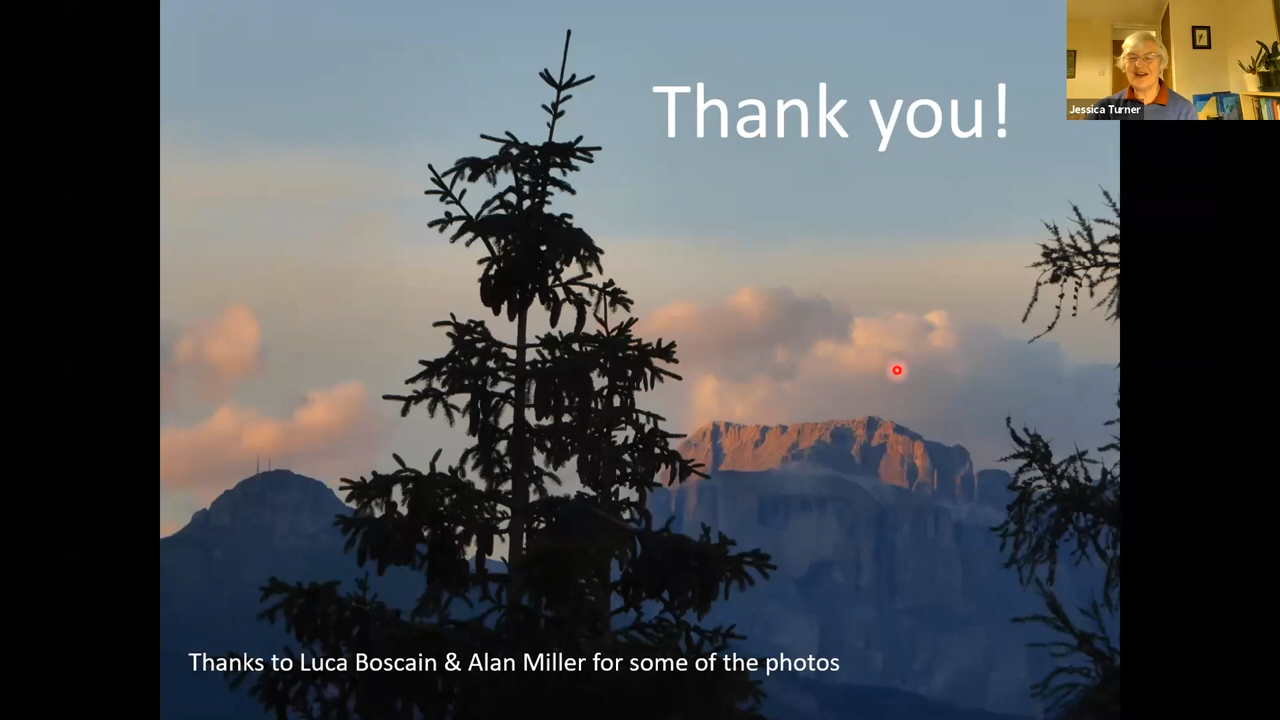 Thank you!
Jessica Turner
Thanks to Luca Boscain & Alan Miller for some of the photos